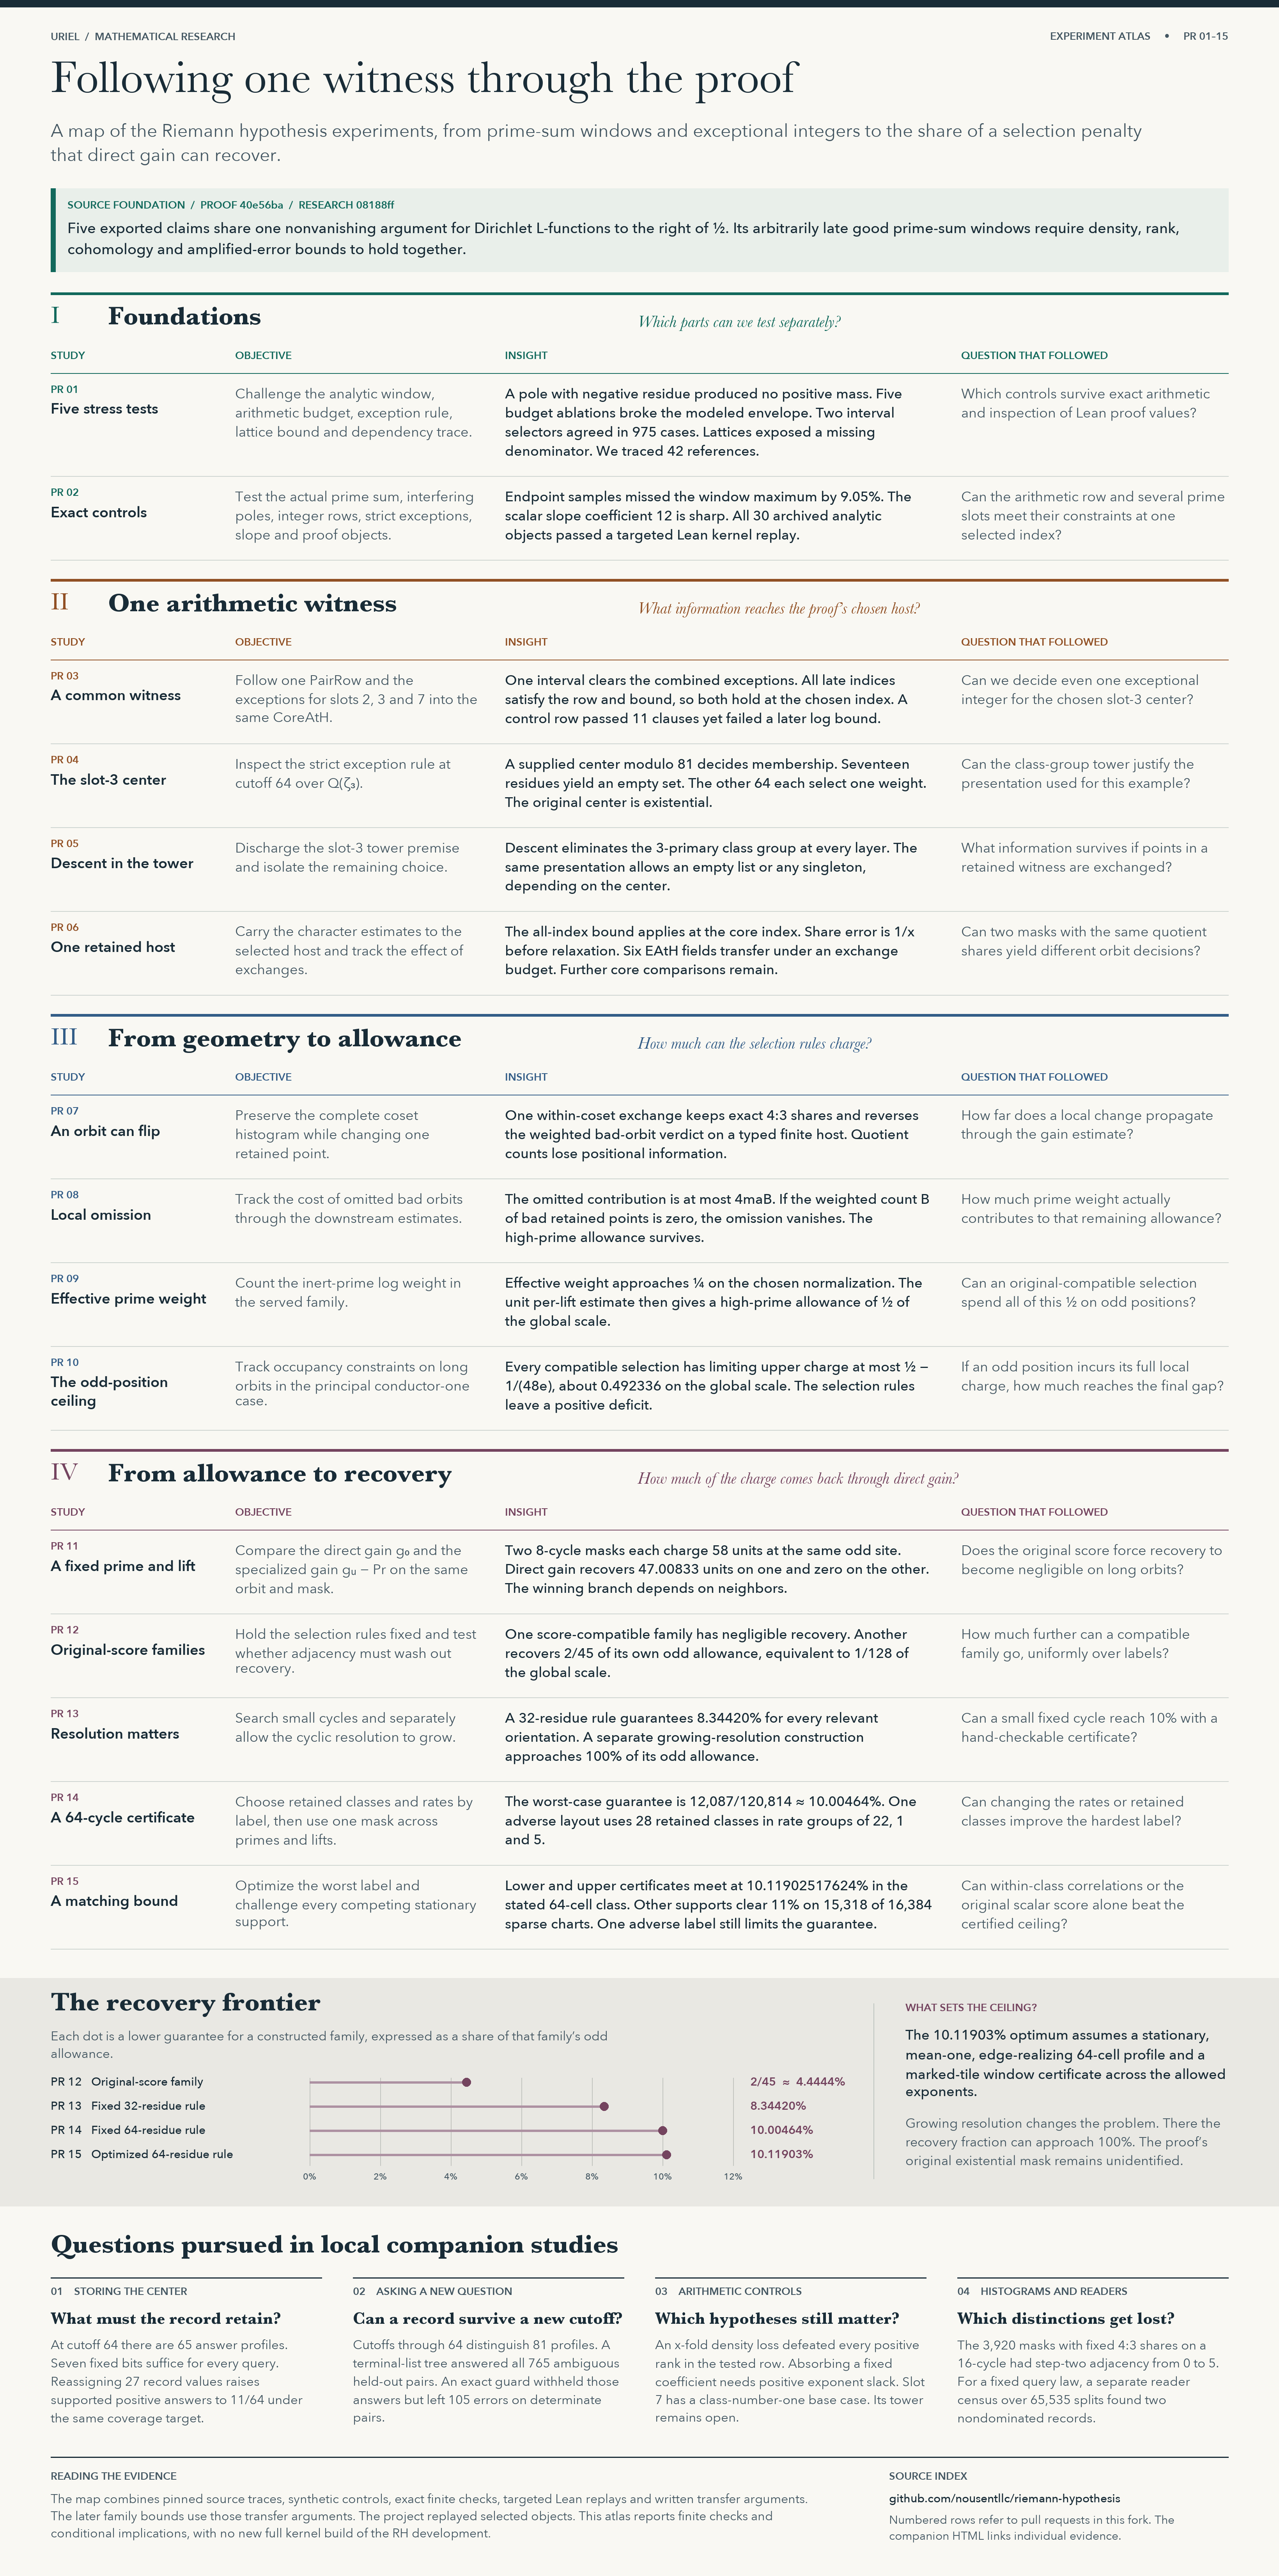 URIEL / MATHEMATICAL RESEARCH
EXPERIMENT ATLAS • PR 01–15
Following one witness through the proof
A map of the Riemann hypothesis experiments, from prime-sum windows and exceptional integers to the share of a selection penalty
that direct gain can recover.
SOURCE FOUNDATION / PROOF 40e56ba / RESEARCH 08188ff
Five exported claims share one nonvanishing argument for Dirichlet L-functions to the right of ½. Its arbitrarily late good prime-sum windows require density, rank,
cohomology and amplified-error bounds to hold together.
I Foundations
Which parts can we test separately?
STUDY OBJECTIVE INSIGHT QUESTION THAT FOLLOWED
PR 01
Five stress tests
Challenge the analytic window,
arithmetic budget, exception rule,
lattice bound and dependency trace.
A pole with negative residue produced no positive mass. Five
budget ablations broke the modeled envelope. Two interval
selectors agreed in 975 cases. Lattices exposed a missing
denominator. We traced 42 references.
Which controls survive exact arithmetic
and inspection of Lean proof values?
PR 02
Exact controls
Test the actual prime sum, interfering
poles, integer rows, strict exceptions,
slope and proof objects.
Endpoint samples missed the window maximum by 9.05%. The
scalar slope coefficient 12 is sharp. All 30 archived analytic
objects passed a targeted Lean kernel replay.
Can the arithmetic row and several prime
slots meet their constraints at one
selected index?
II One arithmetic witness
What information reaches the proof’s chosen host?
STUDY OBJECTIVE INSIGHT QUESTION THAT FOLLOWED
PR 03
A common witness
Follow one PairRow and the
exceptions for slots 2, 3 and 7 into the
same CoreAtH.
One interval clears the combined exceptions. All late indices
satisfy the row and bound, so both hold at the chosen index. A
control row passed 11 clauses yet failed a later log bound.
Can we decide even one exceptional
integer for the chosen slot-3 center?
PR 04
The slot-3 center
Inspect the strict exception rule at
cutoff 64 over Q(ζ₃).
A supplied center modulo 81 decides membership. Seventeen
residues yield an empty set. The other 64 each select one weight.
The original center is existential.
Can the class-group tower justify the
presentation used for this example?
PR 05
Descent in the tower
Discharge the slot-3 tower premise
and isolate the remaining choice.
Descent eliminates the 3-primary class group at every layer. The
same presentation allows an empty list or any singleton,
depending on the center.
What information survives if points in a
retained witness are exchanged?
PR 06
One retained host
Carry the character estimates to the
selected host and track the effect of
exchanges.
The all-index bound applies at the core index. Share error is 1/x
before relaxation. Six EAtH fields transfer under an exchange
budget. Further core comparisons remain.
Can two masks with the same quotient
shares yield different orbit decisions?
III From geometry to allowance
How much can the selection rules charge?
STUDY OBJECTIVE INSIGHT QUESTION THAT FOLLOWED
PR 07
An orbit can flip
Preserve the complete coset
histogram while changing one
retained point.
One within-coset exchange keeps exact 4:3 shares and reverses
the weighted bad-orbit verdict on a typed finite host. Quotient
counts lose positional information.
How far does a local change propagate
through the gain estimate?
PR 08
Local omission
Track the cost of omitted bad orbits
through the downstream estimates.
The omitted contribution is at most 4maB. If the weighted count B
of bad retained points is zero, the omission vanishes. The
high-prime allowance survives.
How much prime weight actually
contributes to that remaining allowance?
PR 09
Effective prime weight
Count the inert-prime log weight in
the served family.
Effective weight approaches ¼ on the chosen normalization. The
unit per-lift estimate then gives a high-prime allowance of ½ of
the global scale.
Can an original-compatible selection
spend all of this ½ on odd positions?
PR 10
The odd-position
ceiling
Track occupancy constraints on long
orbits in the principal conductor-one
case.
Every compatible selection has limiting upper charge at most ½ −
1/(48e), about 0.492336 on the global scale. The selection rules
leave a positive deficit.
If an odd position incurs its full local
charge, how much reaches the final gap?
IV From allowance to recovery
How much of the charge comes back through direct gain?
STUDY OBJECTIVE INSIGHT QUESTION THAT FOLLOWED
PR 11
A fixed prime and lift
Compare the direct gain g₀ and the
specialized gain gᵤ − Pr on the same
orbit and mask.
Two 8-cycle masks each charge 58 units at the same odd site.
Direct gain recovers 47.00833 units on one and zero on the other.
The winning branch depends on neighbors.
Does the original score force recovery to
become negligible on long orbits?
PR 12
Original-score families
Hold the selection rules fixed and test
whether adjacency must wash out
recovery.
One score-compatible family has negligible recovery. Another
recovers 2/45 of its own odd allowance, equivalent to 1/128 of
the global scale.
How much further can a compatible
family go, uniformly over labels?
PR 13
Resolution matters
Search small cycles and separately
allow the cyclic resolution to grow.
A 32-residue rule guarantees 8.34420% for every relevant
orientation. A separate growing-resolution construction
approaches 100% of its odd allowance.
Can a small fixed cycle reach 10% with a
hand-checkable certificate?
PR 14
A 64-cycle certificate
Choose retained classes and rates by
label, then use one mask across
primes and lifts.
The worst-case guarantee is 12,087/120,814 ≈ 10.00464%. One
adverse layout uses 28 retained classes in rate groups of 22, 1
and 5.
Can changing the rates or retained
classes improve the hardest label?
PR 15
A matching bound
Optimize the worst label and
challenge every competing stationary
support.
Lower and upper certificates meet at 10.11902517624% in the
stated 64-cell class. Other supports clear 11% on 15,318 of 16,384
sparse charts. One adverse label still limits the guarantee.
Can within-class correlations or the
original scalar score alone beat the
certified ceiling?
The recovery frontier
Each dot is a lower guarantee for a constructed family, expressed as a share of that family’s odd
allowance.
PR 12 Original-score family 2/45 ≈ 4.4444%
PR 13 Fixed 32-residue rule 8.34420%
PR 14 Fixed 64-residue rule 10.00464%
PR 15 Optimized 64-residue rule 10.11903%
0% 2% 4% 6% 8% 10% 12%
WHAT SETS THE CEILING?
The 10.11903% optimum assumes a stationary,
mean-one, edge-realizing 64-cell profile and a
marked-tile window certificate across the allowed
exponents.
Growing resolution changes the problem. There the
recovery fraction can approach 100%. The proof’s
original existential mask remains unidentified.
Questions pursued in local companion studies
01 STORING THE CENTER
What must the record retain?
At cutoff 64 there are 65 answer profiles.
Seven fixed bits suffice for every query.
Reassigning 27 record values raises
supported positive answers to 11/64 under
the same coverage target.
02 ASKING A NEW QUESTION
Can a record survive a new cutoff?
Cutoffs through 64 distinguish 81 profiles. A
terminal-list tree answered all 765 ambiguous
held-out pairs. An exact guard withheld those
answers but left 105 errors on determinate
pairs.
03 ARITHMETIC CONTROLS
Which hypotheses still matter?
An x-fold density loss defeated every positive
rank in the tested row. Absorbing a fixed
coefficient needs positive exponent slack. Slot
7 has a class-number-one base case. Its tower
remains open.
04 HISTOGRAMS AND READERS
Which distinctions get lost?
The 3,920 masks with fixed 4:3 shares on a
16-cycle had step-two adjacency from 0 to 5.
For a fixed query law, a separate reader
census over 65,535 splits found two
nondominated records.
READING THE EVIDENCE
The map combines pinned source traces, synthetic controls, exact finite checks, targeted Lean replays and written transfer arguments.
The later family bounds use those transfer arguments. The project replayed selected objects. This atlas reports finite checks and
conditional implications, with no new full kernel build of the RH development.
SOURCE INDEX
github.com/nousentllc/riemann-hypothesis
Numbered rows refer to pull requests in this fork. The
companion HTML links individual evidence.